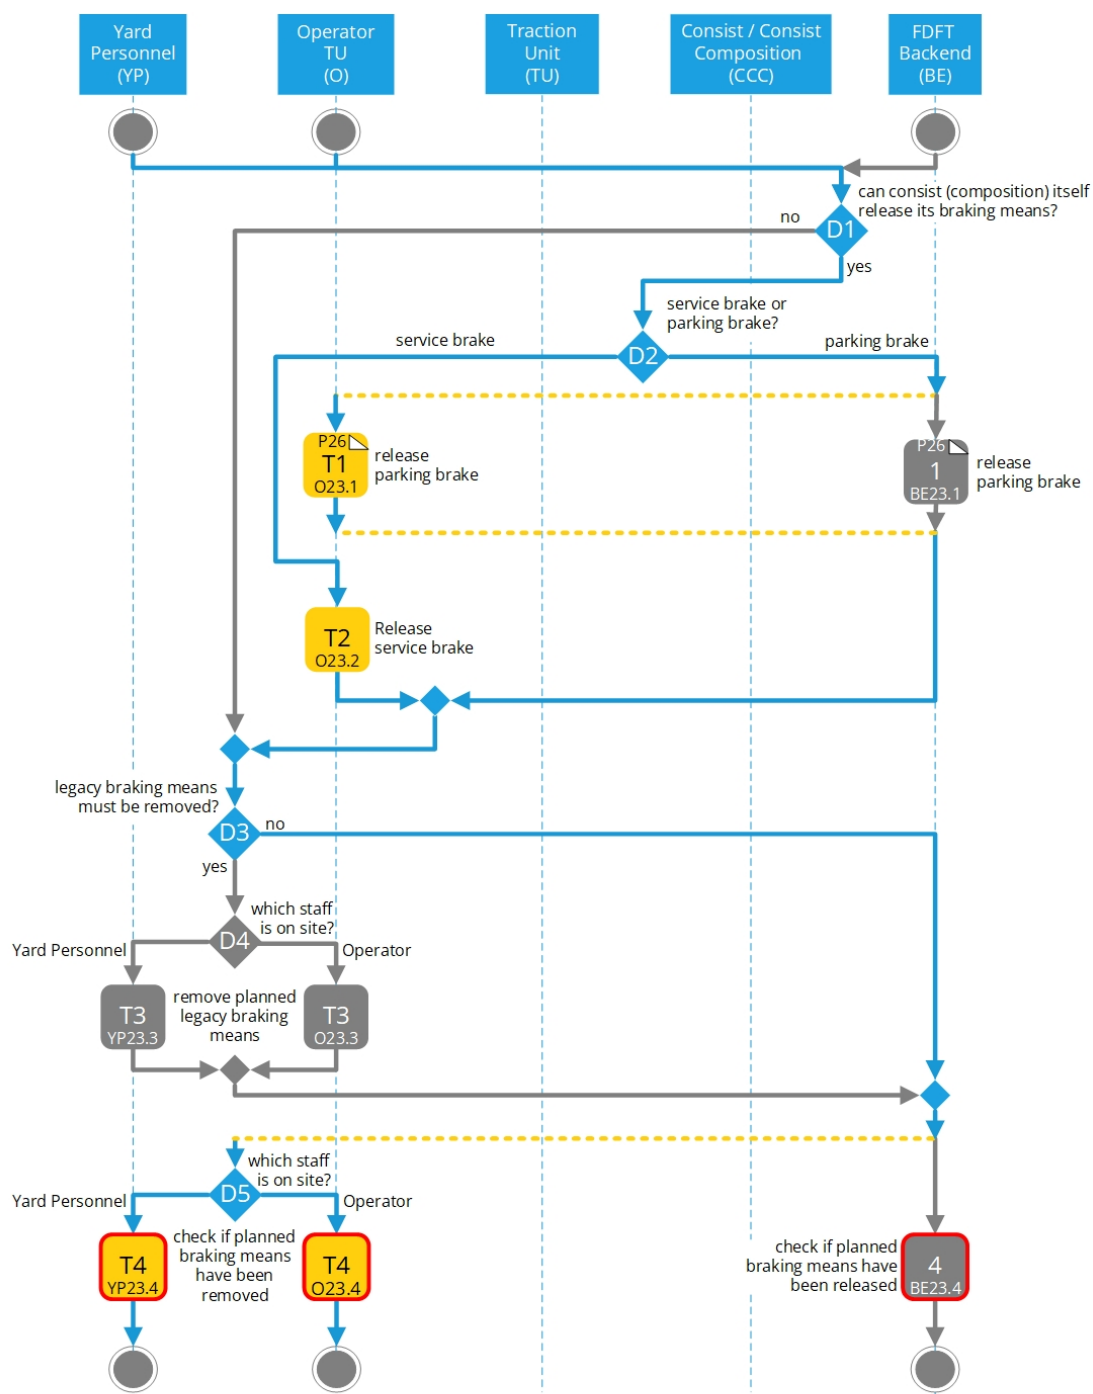 Yard
Personnel
(YP)
Operator
TU
(O)
Traction
Unit
(TU)
Consist / Consist
Composition
(CCC)
FDFT
Backend
(BE)
can consist (composition) itself
release its braking means?
no
D1
yes
service brake or
parking brake?
service brake
D2
parking brake
P26
T1
O23.1
release
parking brake
P26
1
BE23.1
release
parking brake
T2
O23.2
Release
service brake
legacy braking means
must be removed?
D3
no
yes
which staff
is on site?
Yard Personnel
D4
Operator
T3
YP23.3
remove planned
legacy braking
means
T3
O23.3
which staff
is on site?
Yard Personnel
D5
Operator
T4
YP23.4
check if planned
braking means
have been
removed
T4
O23.4
check if planned
braking means have
been released
4
BE23.4